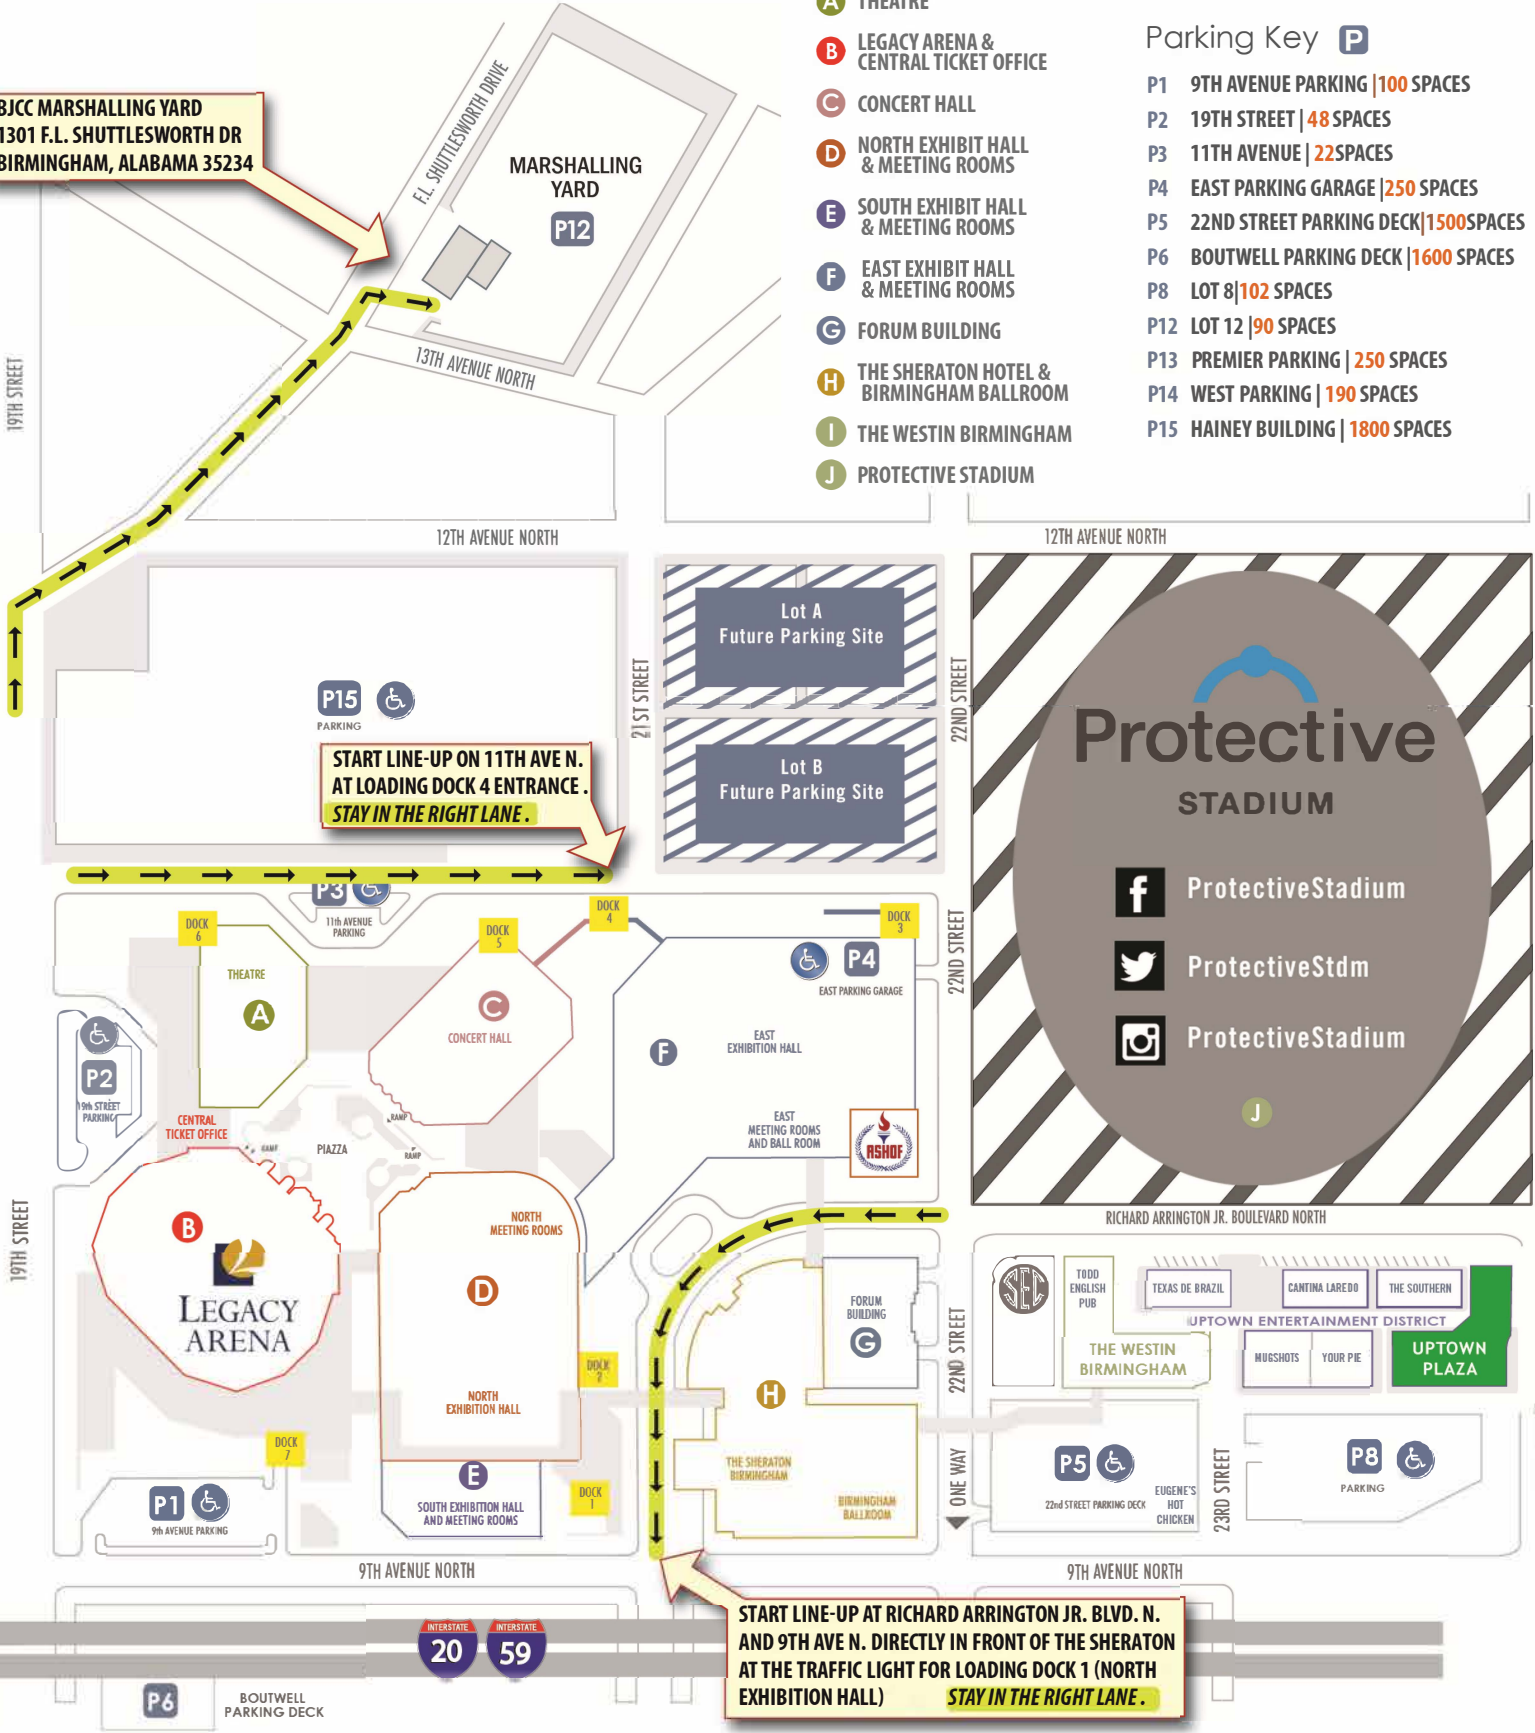 A THEATRE
B LEGACY ARENA &
CENTRAL TICKET OFFICE
C CONCERT HALL
D NORTH EXHIBIT HALL
& MEETING ROOMS
E SOUTH EXHIBIT HALL
& MEETING ROOMS
F EAST EXHIBIT HALL
& MEETING ROOMS
G FORUM BUILDING
H THE SHERATON HOTEL &
BIRMINGHAM BALLROOM
I THE WESTIN BIRMINGHAM
J PROTECTIVE STADIUM
Parking Key P
P1 9TH AVENUE PARKING |100 SPACES
P2 19TH STREET | 48 SPACES
P3 11TH AVENUE | 22SPACES
P4 EAST PARKING GARAGE |250 SPACES
P5 22ND STREET PARKING DECK|1500SPACES
P6 BOUTWELL PARKING DECK |1600 SPACES
P8 LOT 8|102 SPACES
P12 LOT 12 |90 SPACES
P13 PREMIER PARKING | 250 SPACES
P14 WEST PARKING | 190 SPACES
P15 HAINEY BUILDING | 1800 SPACES
BJCC MARSHALLING YARD
1301 F.L. SHUTTLESWORTH DR
BIRMINGHAM, ALABAMA 35234
F.L. SHUTTLESWORTH DRIVE
MARSHALLING
YARD
P12
13TH AVENUE NORTH
19TH STREET
12TH AVENUE NORTH
12TH AVENUE NORTH
Lot A
Future Parking Site
21ST STREET
22ND STREET
P15
PARKING
Lot B
Future Parking Site
START LINE-UP ON 11TH AVE N.
AT LOADING DOCK 4 ENTRANCE .
STAY IN THE RIGHT LANE .
Protective
STADIUM
f ProtectiveStadium
ProtectiveStdm
ProtectiveStadium
J
P3
11th AVENUE
PARKING
DOCK
6
DOCK
5
DOCK
4
DOCK
3
22ND STREET
THEATRE
A
C
CONCERT HALL
P4
EAST PARKING GARAGE
F
EAST
EXHIBITION HALL
P2
19th STREET
PARKING
CENTRAL
TICKET OFFICE
RAMP
RAMP
RAMP
PIAZZA
EAST
MEETING ROOMS
AND BALL ROOM
ASHOF
19TH STREET
B
LEGACY
ARENA
NORTH
MEETING ROOMS
D
NORTH
EXHIBITION HALL
RICHARD ARRINGTON JR. BOULEVARD NORTH
FORUM
BUILDING
G
22ND STREET
SEC
TODD
ENGLISH
PUB
TEXAS DE BRAZIL
CANTINA LAREDO
THE SOUTHERN
UPTOWN ENTERTAINMENT DISTRICT
THE WESTIN
BIRMINGHAM
MUGSHOTS
YOUR PIE
UPTOWN
PLAZA
DOCK
2
H
DOCK
7
E
SOUTH EXHIBITION HALL
AND MEETING ROOMS
DOCK
1
THE SHERATON
BIRMINGHAM
BIRMINGHAM
BALLROOM
ONE WAY
P5
22nd STREET PARKING DECK
EUGENE'S
HOT
CHICKEN
23RD STREET
P8
PARKING
P1
9th AVENUE PARKING
9TH AVENUE NORTH
9TH AVENUE NORTH
INTERSTATE
20
INTERSTATE
59
START LINE-UP AT RICHARD ARRINGTON JR. BLVD. N.
AND 9TH AVE N. DIRECTLY IN FRONT OF THE SHERATON
AT THE TRAFFIC LIGHT FOR LOADING DOCK 1 (NORTH
EXHIBITION HALL) STAY IN THE RIGHT LANE .
P6
BOUTWELL
PARKING DECK